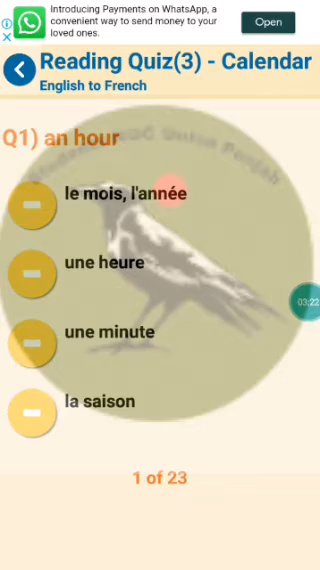 Introducing Payments on WhatsApp, a
convenient way to send money to your
loved ones.
Open
Reading Quiz(3) - Calendar
English to French
Q1) an hour
le mois, l'année
une heure
03:22
une minute
la saison
1 of 23